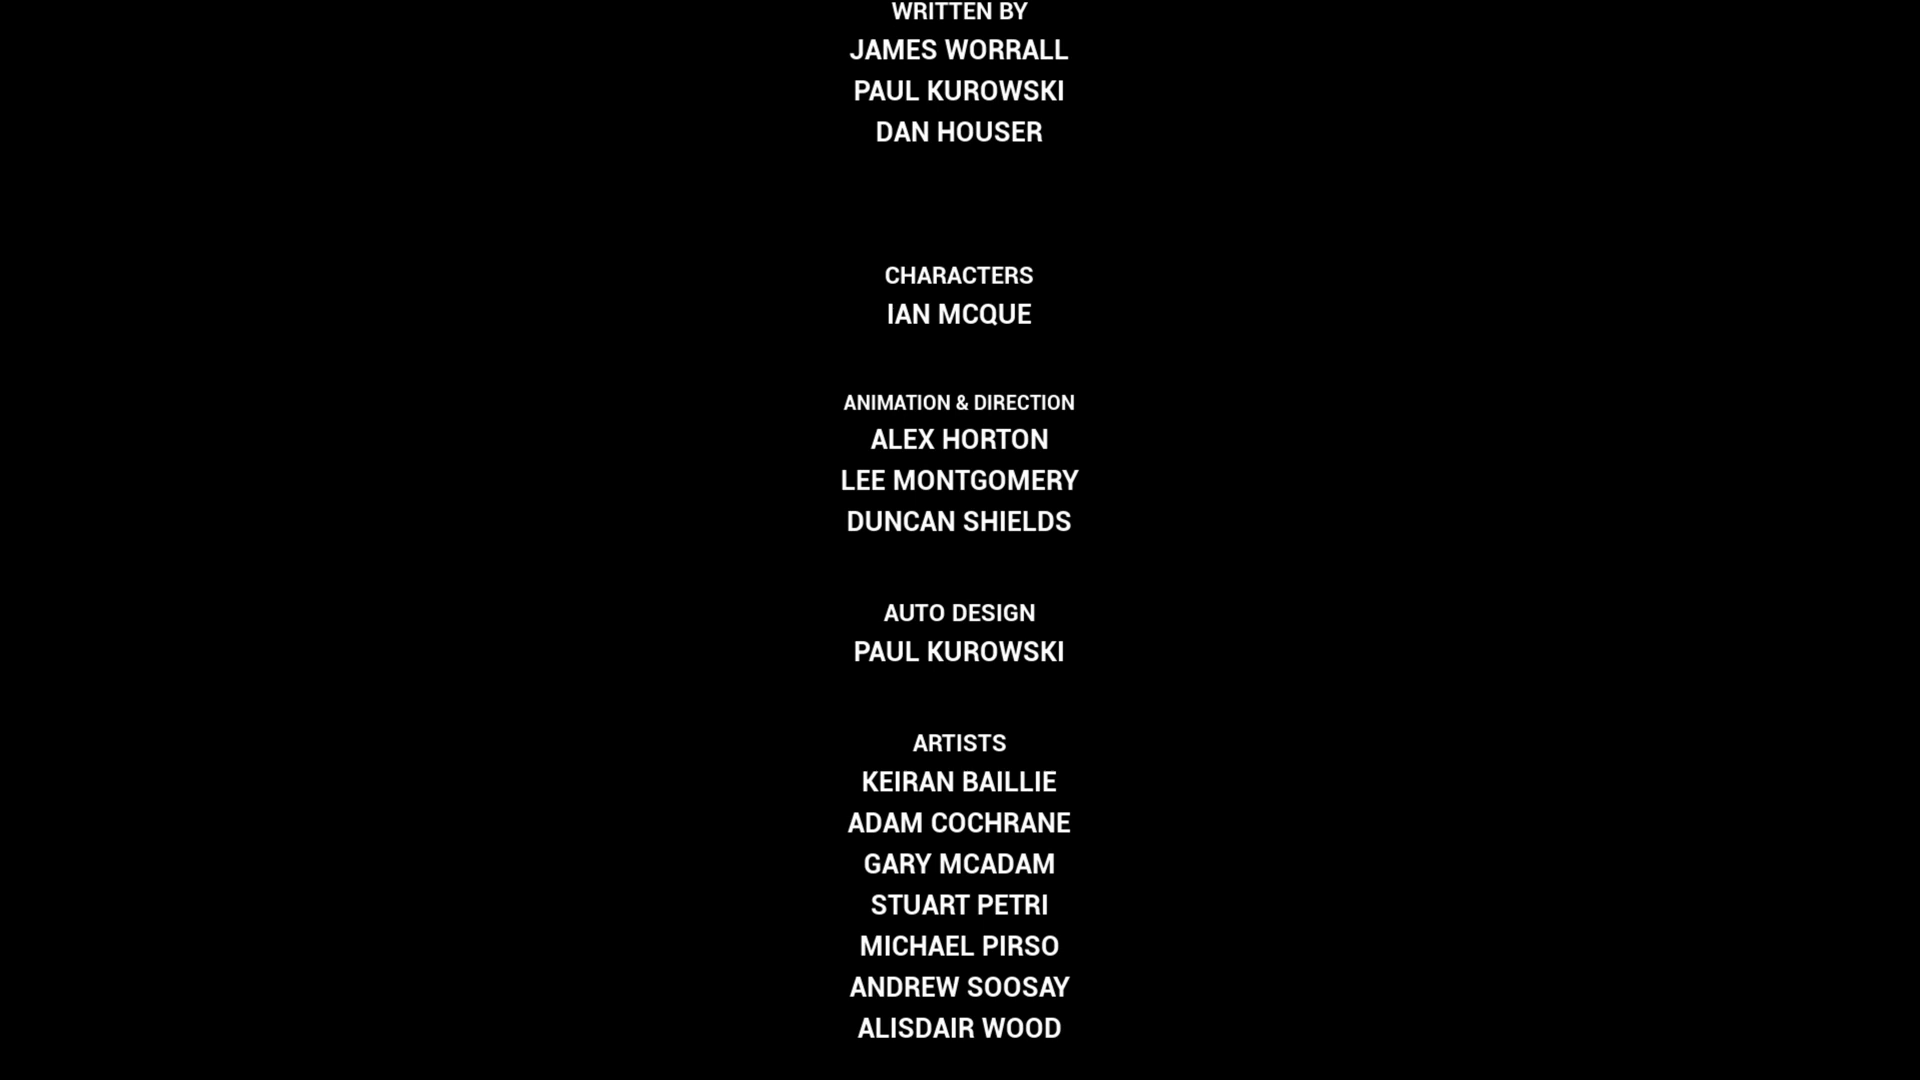 WRITTEN BY
JAMES WORRALL
PAUL KUROWSKI
DAN HOUSER
CHARACTERS
IAN MCQUE
ANIMATION & DIRECTION
ALEX HORTON
LEE MONTGOMERY
DUNCAN SHIELDS
AUTO DESIGN
PAUL KUROWSKI
ARTISTS
KEIRAN BAILLIE
ADAM COCHRANE
GARY MCADAM
STUART PETRI
MICHAEL PIRSO
ANDREW SOOSAY
ALISDAIR WOOD